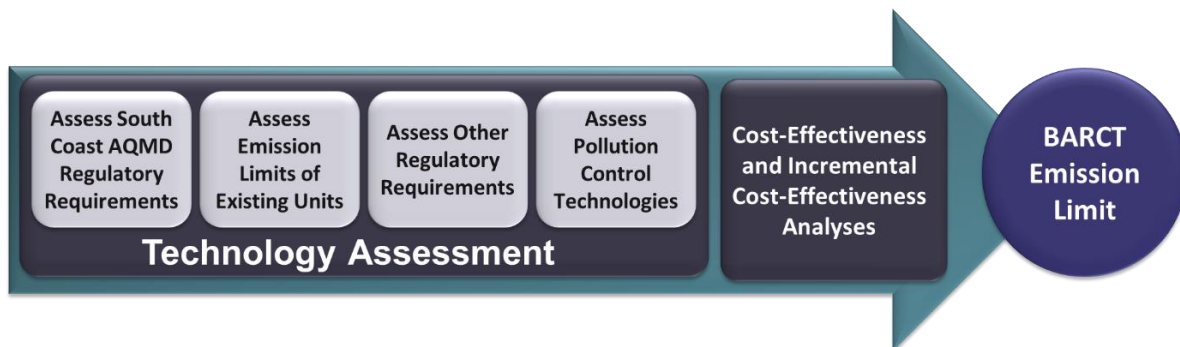 Assess South
Coast AQMD
Regulatory
Requirements
Assess
Emission
Limits of
Existing Units
Assess Other
Regulatory
Requirements
Assess
Pollution
Control
Technologies
Technology Assessment
Cost-Effectiveness
and Incremental
Cost-Effectiveness
Analyses
BARCT
Emission
Limit